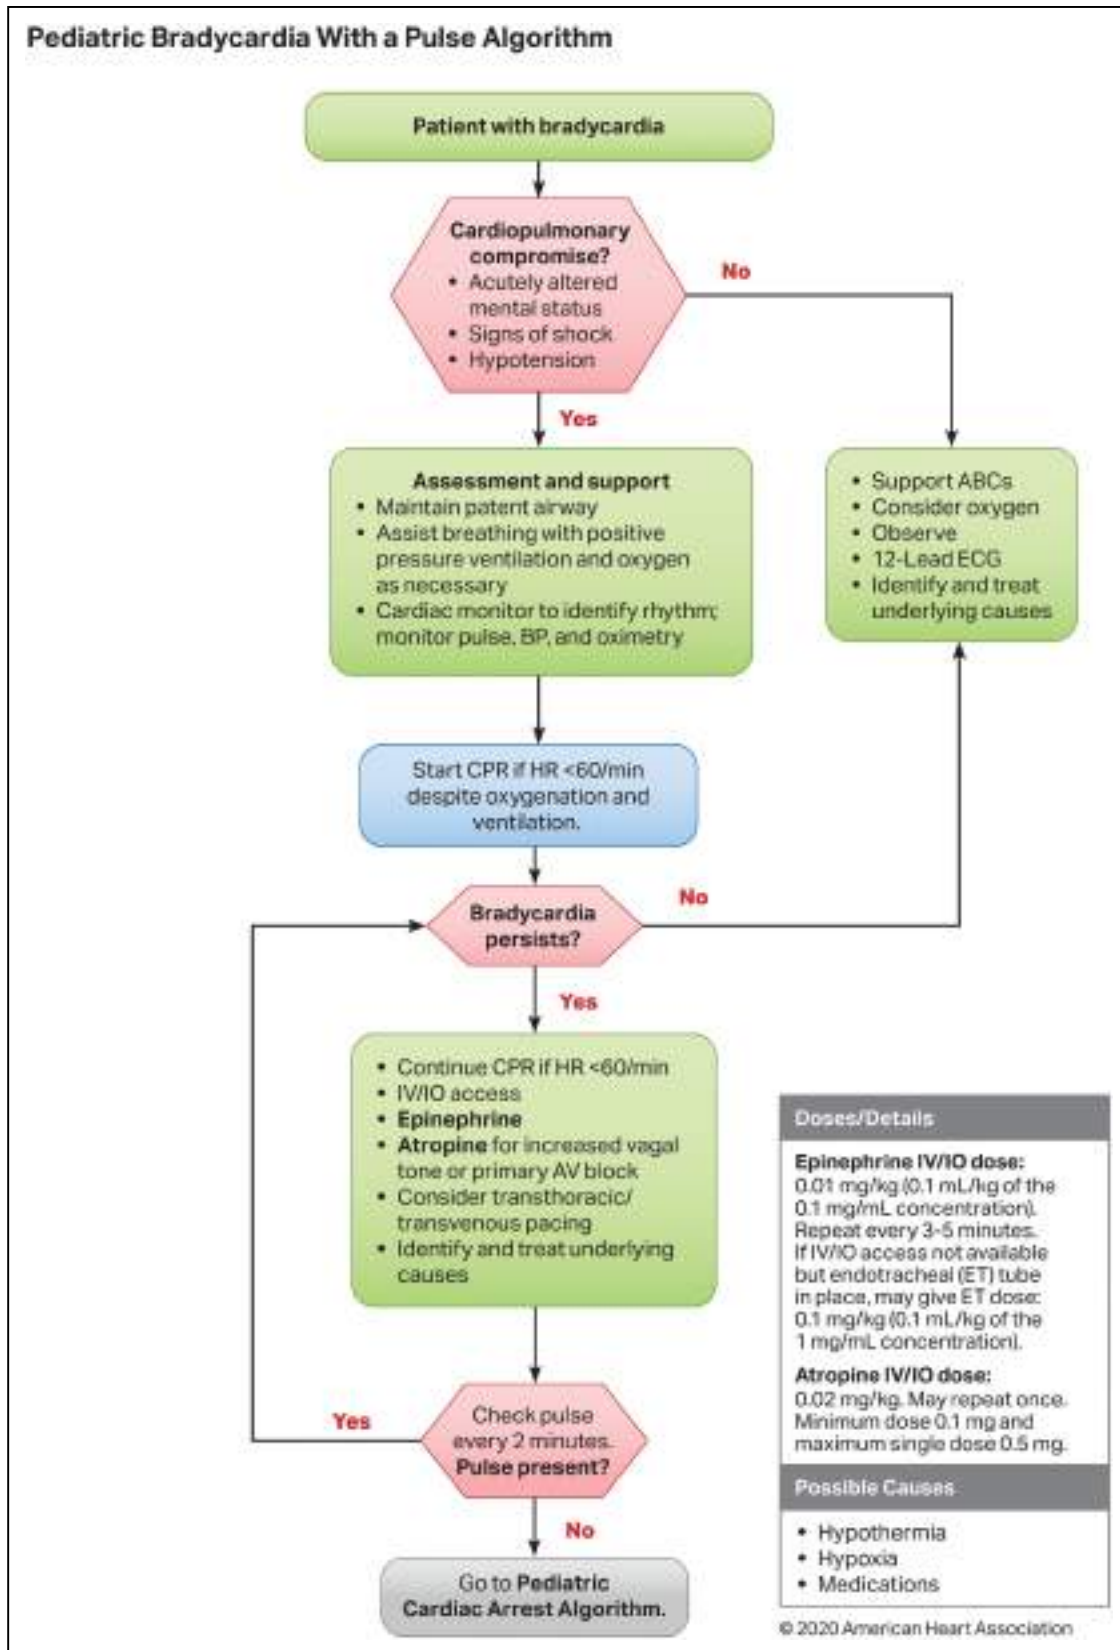 Pediatric Bradycardia With a Pulse Algorithm
Patient with bradycardia
Cardiopulmonary
compromise?
• Acutely altered
mental status
• Signs of shock
• Hypotension
No
Yes
Assessment and support
• Maintain patent airway
• Assist breathing with positive
pressure ventilation and oxygen
as necessary
• Cardiac monitor to identify rhythm;
monitor pulse, BP, and oximetry
• Support ABCs
• Consider oxygen
• Observe
• 12-Lead ECG
• Identify and treat
underlying causes
Start CPR if HR <60/min
despite oxygenation and
ventilation.
Bradycardia
persists?
No
Yes
• Continue CPR if HR <60/min
• IV/IO access
• Epinephrine
• Atropine for increased vagal
tone or primary AV block
• Consider transthoracic/
transvenous pacing
• Identify and treat underlying
causes
Check pulse
every 2 minutes.
Pulse present?
Yes
No
Go to Pediatric
Cardiac Arrest Algorithm.
Doses/Details
Epinephrine IV/IO dose:
0.01 mg/kg (0.1 mL/kg of the
0.1 mg/mL concentration).
Repeat every 3-5 minutes.
If IV/IO access not available
but endotracheal (ET) tube
in place, may give ET dose:
0.1 mg/kg (0.1 mL/kg of the
1 mg/mL concentration).
Atropine IV/IO dose:
0.02 mg/kg. May repeat once.
Minimum dose 0.1 mg and
maximum single dose 0.5 mg.
Possible Causes
• Hypothermia
• Hypoxia
• Medications
© 2020 American Heart Association